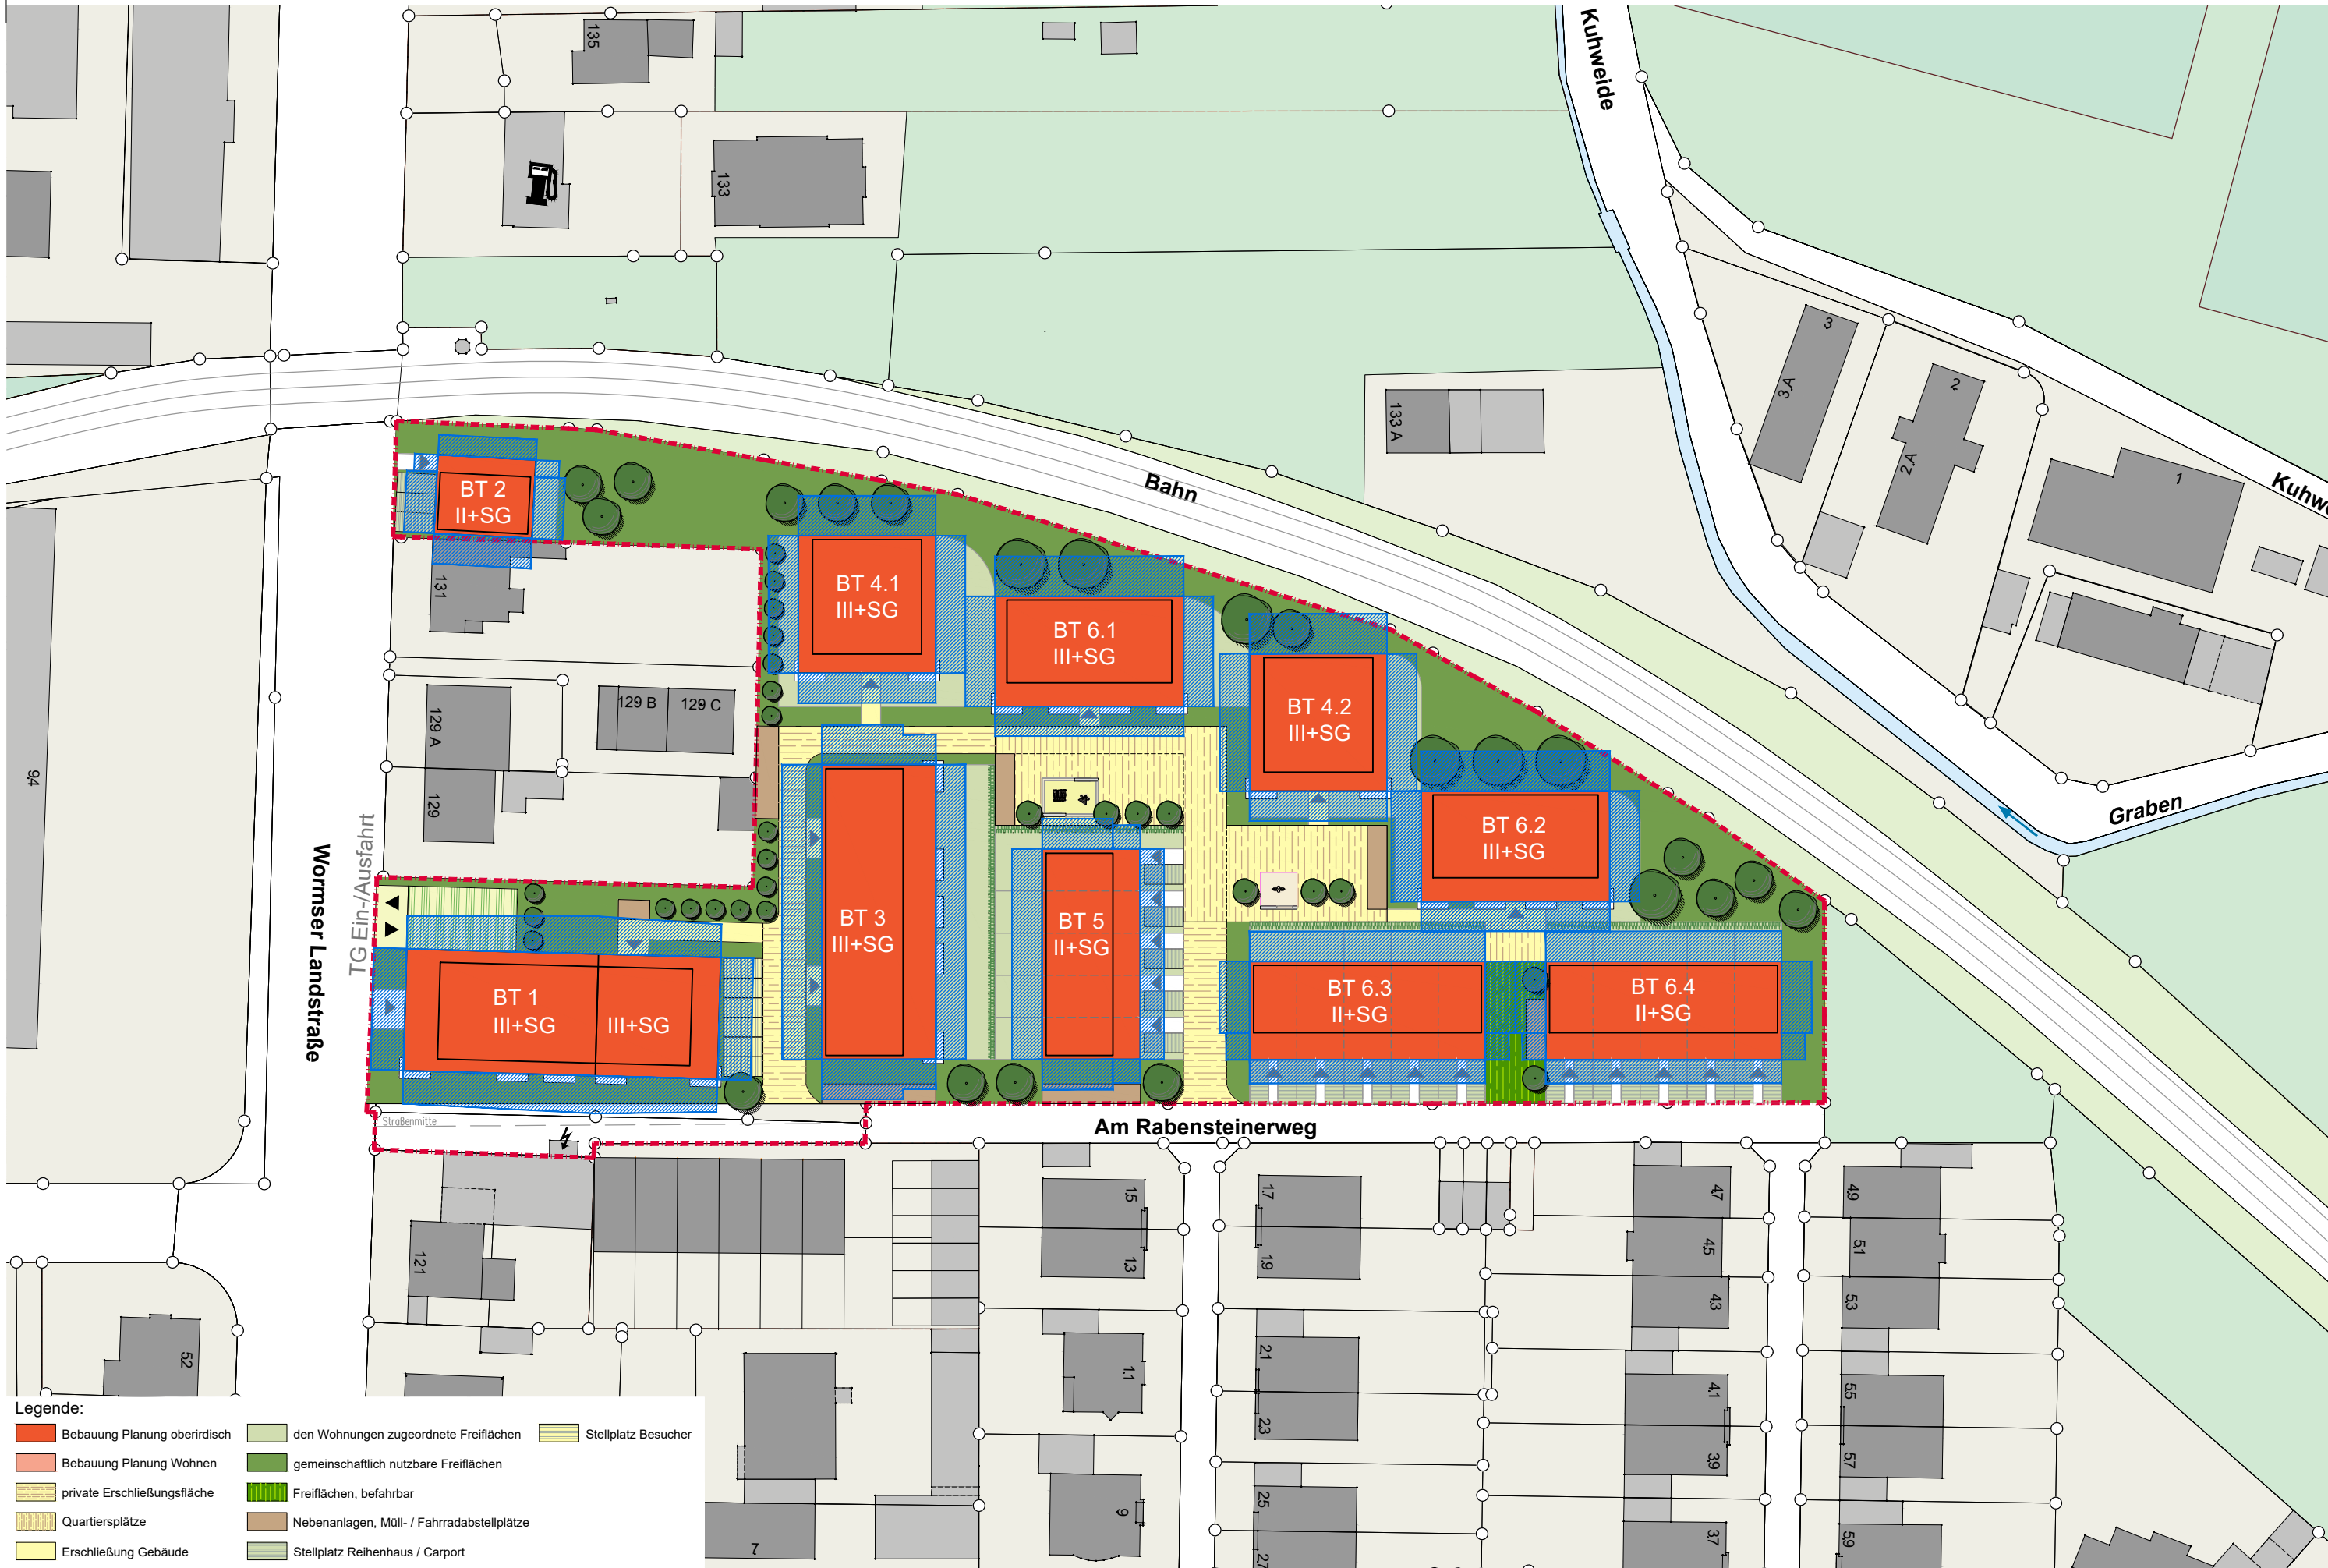 Kuhweide
135
133
3
3 A
2
2 A
1
133 A
Kuhwe
Bahn
BT 2
II+SG
131
BT 4.1
III+SG
BT 6.1
III+SG
BT 4.2
III+SG
129 A
129 B
129 C
129
94
Graben
BT 6.2
III+SG
Wormser Landstraße
TG Ein-/Ausfahrt
BT 3
III+SG
BT 5
II+SG
BT 1
III+SG
III+SG
BT 6.3
II+SG
BT 6.4
II+SG
Straßenmitte
Am Rabensteinerweg
121
15
13
17
19
47
45
43
49
51
53
52
11
21
23
41
39
55
57
9
25
27
37
59
7
Legende:
Bebauung Planung oberirdisch
Bebauung Planung Wohnen
private Erschließungsfläche
Quartiersplätze
Erschließung Gebäude
den Wohnungen zugeordnete Freiflächen
gemeinschaftlich nutzbare Freiflächen
Freiflächen, befahrbar
Nebenanlagen, Müll- / Fahrradabstellplätze
Stellplatz Reihenhaus / Carport
Stellplatz Besucher